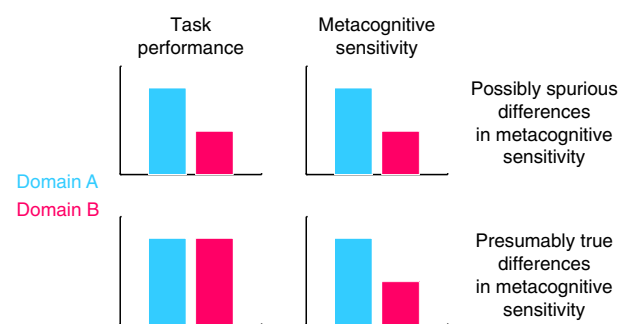 Task
performance
Metacognitive
sensitivity
Possibly spurious
differences
in metacognitive
sensitivity
Domain A
Domain B
Presumably true
differences
in metacognitive
sensitivity